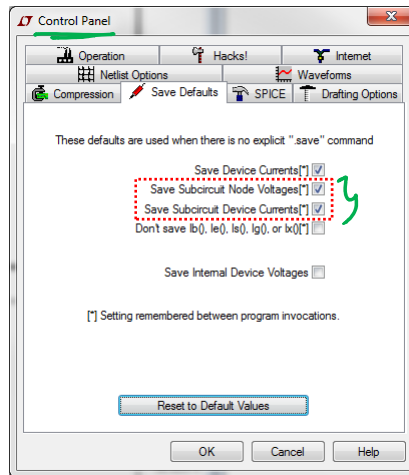 Control Panel
Operation
Hacks!
Internet
Netlist Options
Waveforms
Compression
Save Defaults
SPICE
Drafting Options
These defaults are used when there is no explicit ".save" command
Save Device Currents[*]
Save Subcircuit Node Voltages[*]
Save Subcircuit Device Currents[*]
Don't save Ib(), Ie(), Is(), Ig(), or Ix()[*]
Save Internal Device Voltages
[*] Setting remembered between program invocations.
Reset to Default Values
OK
Cancel
Help